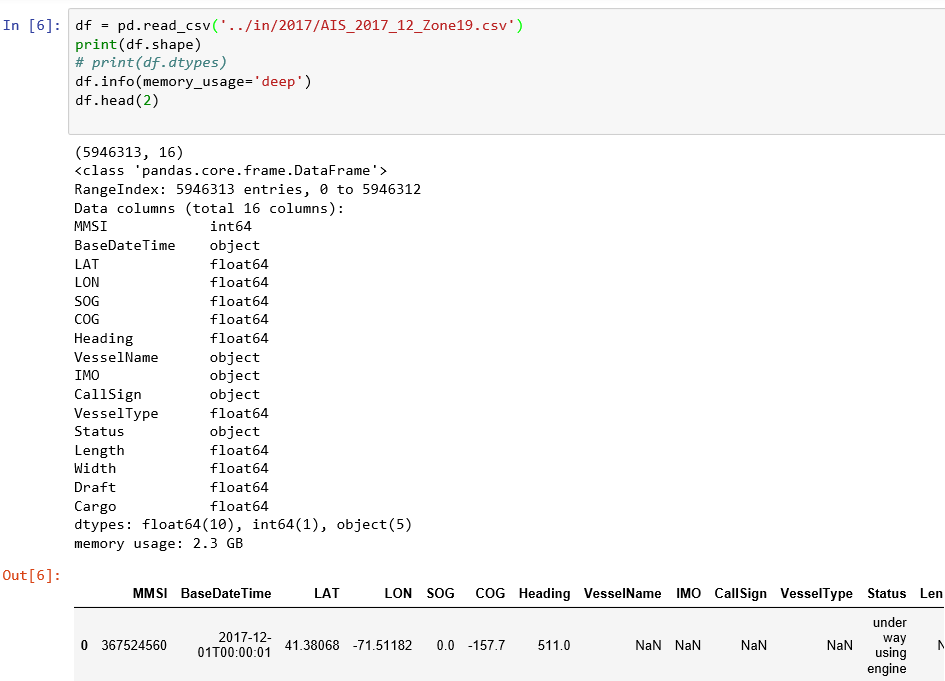 In [6]: df = pd.read_csv('../in/2017/AIS_2017_12_Zone19.csv')
print(df.shape)
# print(df.dtypes)
df.info(memory_usage='deep')
df.head(2)
(5946313, 16)
<class 'pandas.core.frame.DataFrame'>
RangeIndex: 5946313 entries, 0 to 5946312
Data columns (total 16 columns):
MMSI int64
BaseDateTime object
LAT float64
LON float64
SOG float64
COG float64
Heading float64
VesselName object
IMO object
CallSign object
VesselType float64
Status object
Length float64
Width float64
Draft float64
Cargo float64
dtypes: float64(10), int64(1), object(5)
memory usage: 2.3 GB
Out[6]:
MMSI BaseDateTime LAT LON SOG COG Heading VesselName IMO CallSign VesselType Status Len
0 367524560 2017-12-01T00:00:01 41.38068 -71.51182 0.0 -157.7 511.0 NaN NaN NaN NaN under way using engine N